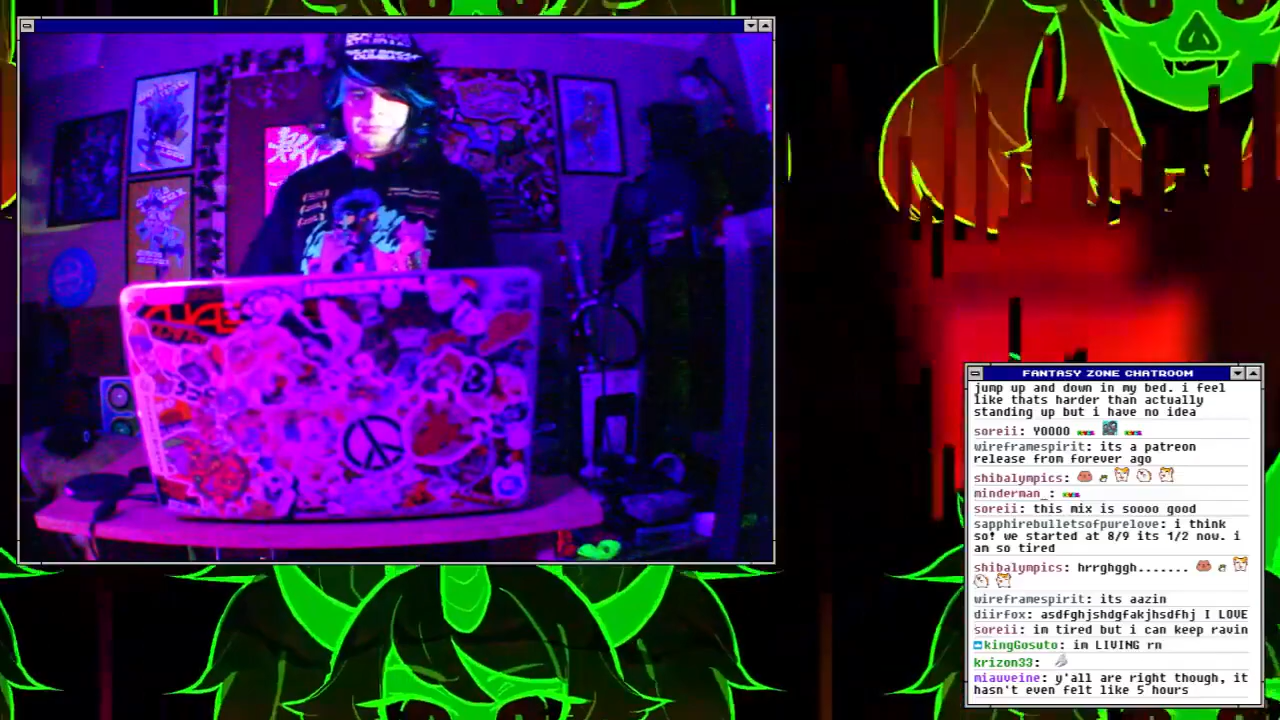 FANTASY ZONE CHATROOM
jump up and down in my bed. i feel
like thats harder than actually
standing up but i have no idea
soreii: YOOOO
wireframespirit: its a patreon
release from forever ago
shibalympics:
minderman_:
soreii: this mix is soooo good
sapphirebulletsofpurelove: i think
so! we started at 8/9 its 1/2 now. i
am so tired
shibalympics: hrrghggh.......
wireframespirit: its aazin
diirfox: asdfghjshdgfakjhsdfhj I LOVE
soreii: im tired but i can keep ravin
kingGosuto: im LIVING rn
krizon33:
miauveine: y'all are right though, it
hasn't even felt like 5 hours